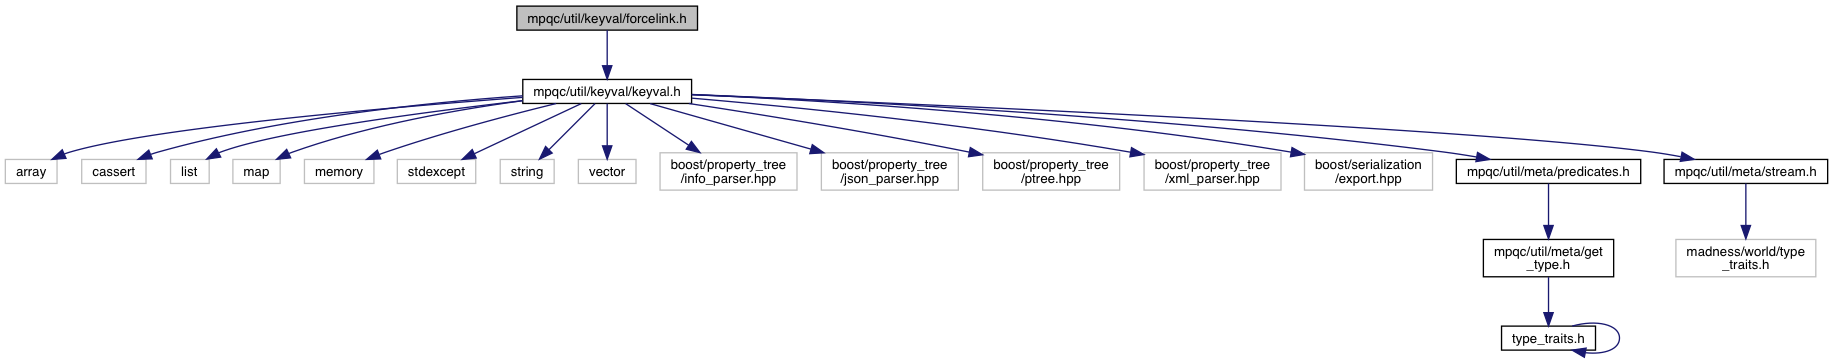 mpqc/util/keyval/forcelink.h
mpqc/util/keyval/keyval.h
array
cassert
list
map
memory
stdexcept
string
vector
boost/property_tree
/info_parser.hpp
boost/property_tree
/json_parser.hpp
boost/property_tree
/ptree.hpp
boost/property_tree
/xml_parser.hpp
boost/serialization
/export.hpp
mpqc/util/meta/predicates.h
mpqc/util/meta/stream.h
mpqc/util/meta/get
_type.h
madness/world/type
_traits.h
type_traits.h